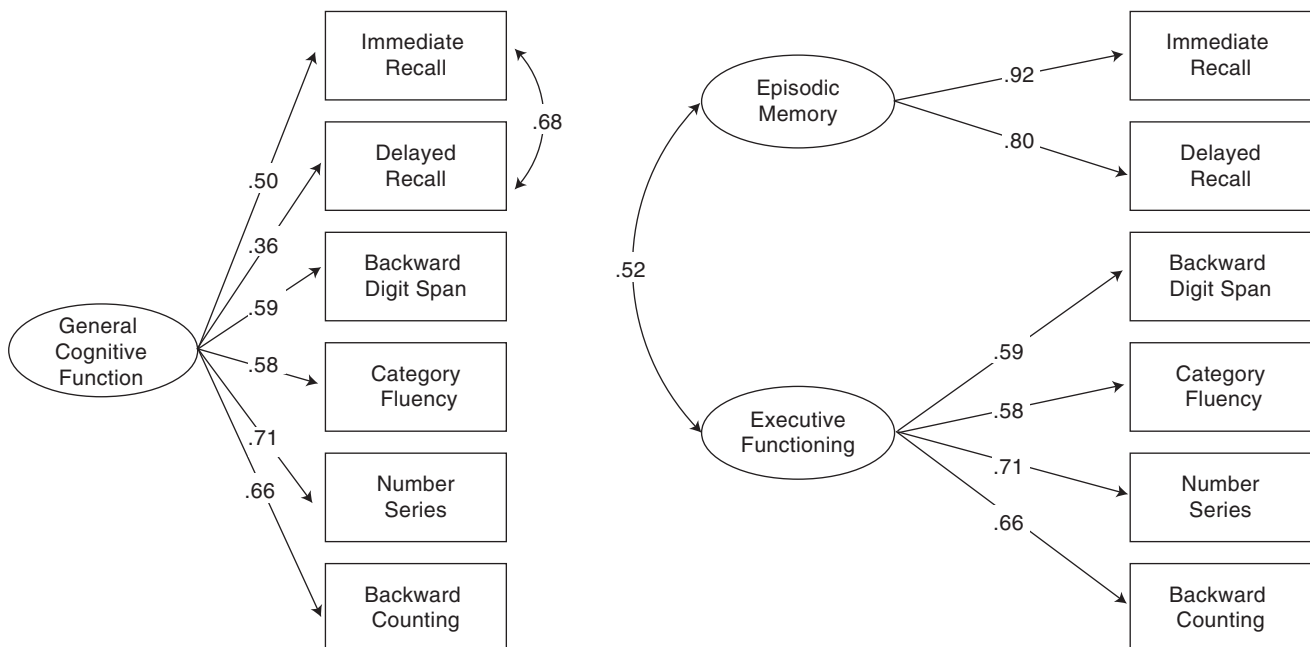 Immediate
Recall
.68
Delayed
Recall
.50
.36
Backward
Digit Span
.59
General
Cognitive
Function
.58
Category
Fluency
.71
Number
Series
.66
Backward
Counting
Episodic
Memory
.92
Immediate
Recall
.80
Delayed
Recall
.52
Backward
Digit Span
.59
Executive
Functioning
.58
Category
Fluency
.71
Number
Series
.66
Backward
Counting